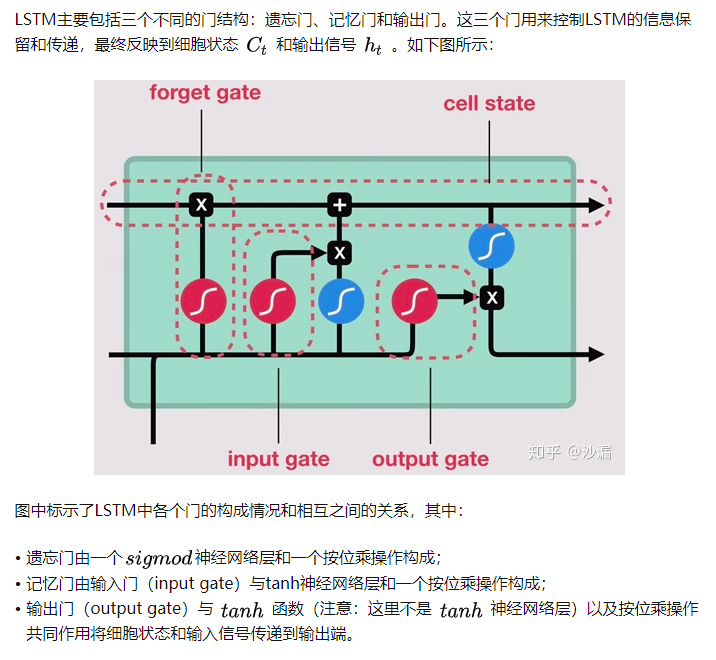 LSTM主要包括三个不同的门结构：遗忘门、记忆门和输出门。这三个门用来控制LSTM的信息保
留和传递，最终反映到细胞状态 C_t 和输出信号 h_t 。如下图所示：
forget gate
cell state
X
+
X
X
input gate
output gate
知乎 @沙漏
图中标示了LSTM中各个门的构成情况和相互之间的关系，其中：
• 遗忘门由一个 sigmod 神经网络层和一个按位乘操作构成；
• 记忆门由输入门（input gate）与tanh神经网络层和一个按位乘操作构成；
• 输出门（output gate）与 tanh 函数（注意：这里不是 tanh 神经网络层）以及按位乘操作
共同作用将细胞状态和输入信号传递到输出端。